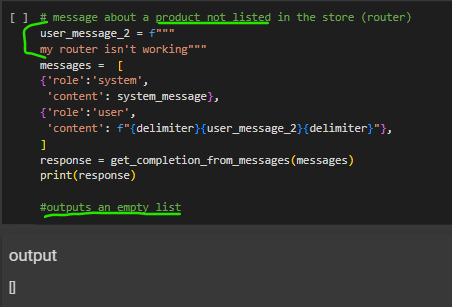 [ ] # message about a product not listed in the store (router)
user_message_2 = f"""
my router isn't working"""
messages =  [
{'role':'system',
 'content': system_message},
{'role':'user',
 'content': f"{delimiter}{user_message_2}{delimiter}"},
]
response = get_completion_from_messages(messages)
print(response)

#outputs an empty list
output
[]